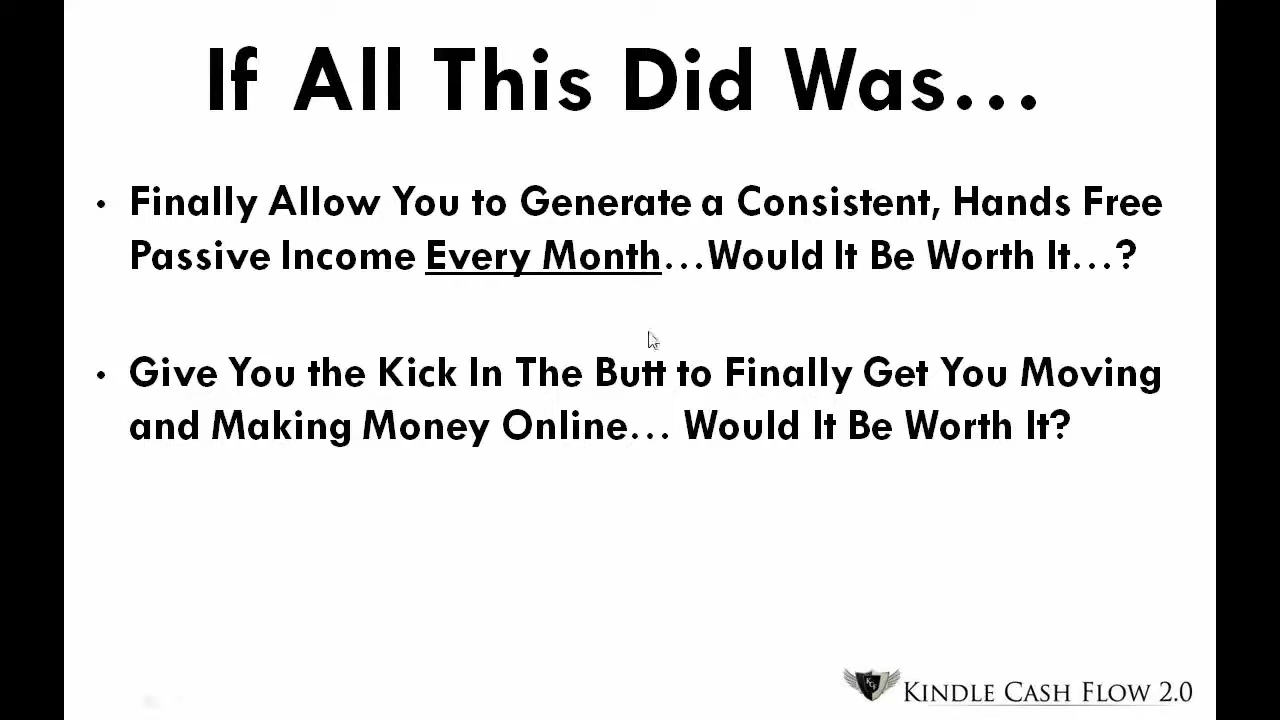 If All This Did Was...
• Finally Allow You to Generate a Consistent, Hands Free
Passive Income Every Month...Would It Be Worth It...?
• Give You the Kick In The Butt to Finally Get You Moving
and Making Money Online... Would It Be Worth It?
KCF
KINDLE CASH FLOW 2.0